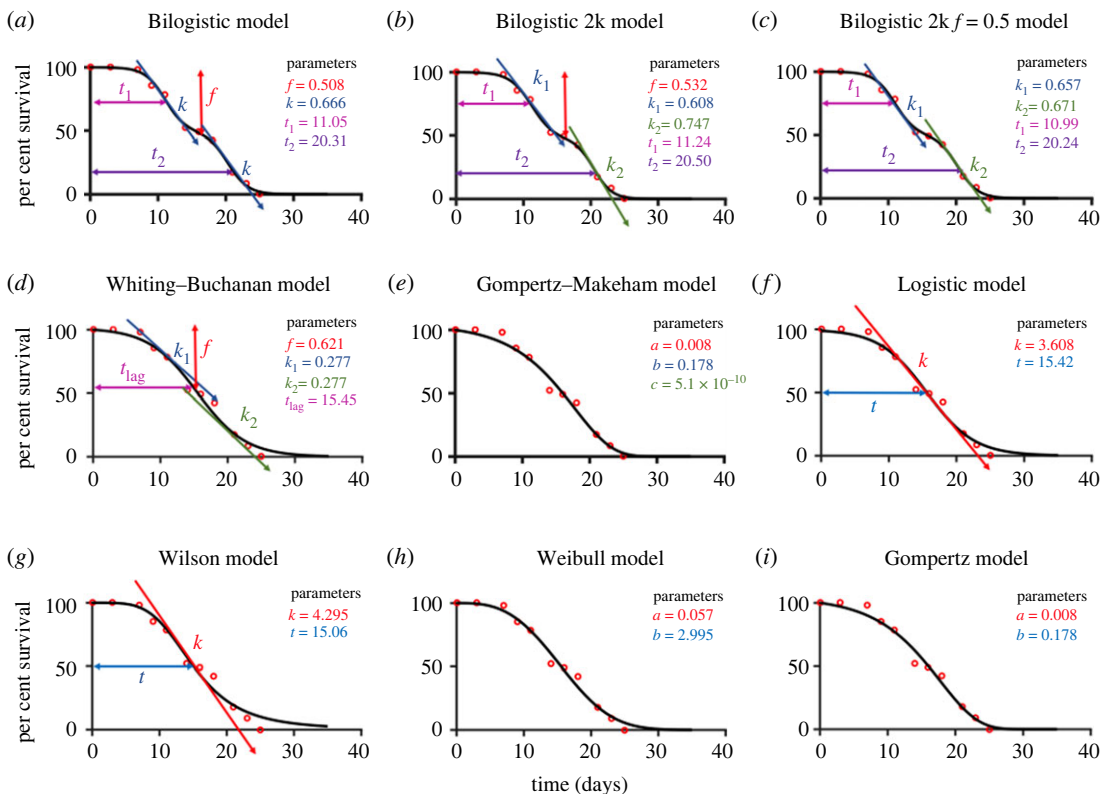 (a) Bilogistic model
parameters
f = 0.508
k = 0.666
t1 = 11.05
t2 = 20.31
per cent survival
100
50
0
t1
k
f
t2
k
0 10 20 30 40
(b) Bilogistic 2k model
parameters
f = 0.532
k1 = 0.608
k2= 0.747
t1 = 11.24
t2 = 20.50
100
50
0
t1
k1
f
t2
k2
0 10 20 30 40
(c) Bilogistic 2k f = 0.5 model
parameters
k1 = 0.657
k2= 0.671
t1 = 10.99
t2 = 20.24
100
50
0
t1
k1
t2
k2
0 10 20 30 40
(d) Whiting–Buchanan model
parameters
f = 0.621
k1 = 0.277
k2= 0.277
tlag = 15.45
per cent survival
100
50
0
k1
f
tlag
k2
0 10 20 30 40
(e) Gompertz–Makeham model
parameters
a = 0.008
b = 0.178
c = 5.1 × 10−10
100
50
0
0 10 20 30 40
(f) Logistic model
parameters
k = 3.608
t = 15.42
100
50
0
k
t
0 10 20 30 40
(g) Wilson model
parameters
k = 4.295
t = 15.06
per cent survival
100
50
0
k
t
0 10 20 30 40
(h) Weibull model
parameters
a = 0.057
b = 2.995
100
50
0
0 10 20 30 40
(i) Gompertz model
parameters
a = 0.008
b = 0.178
100
50
0
0 10 20 30 40
time (days)